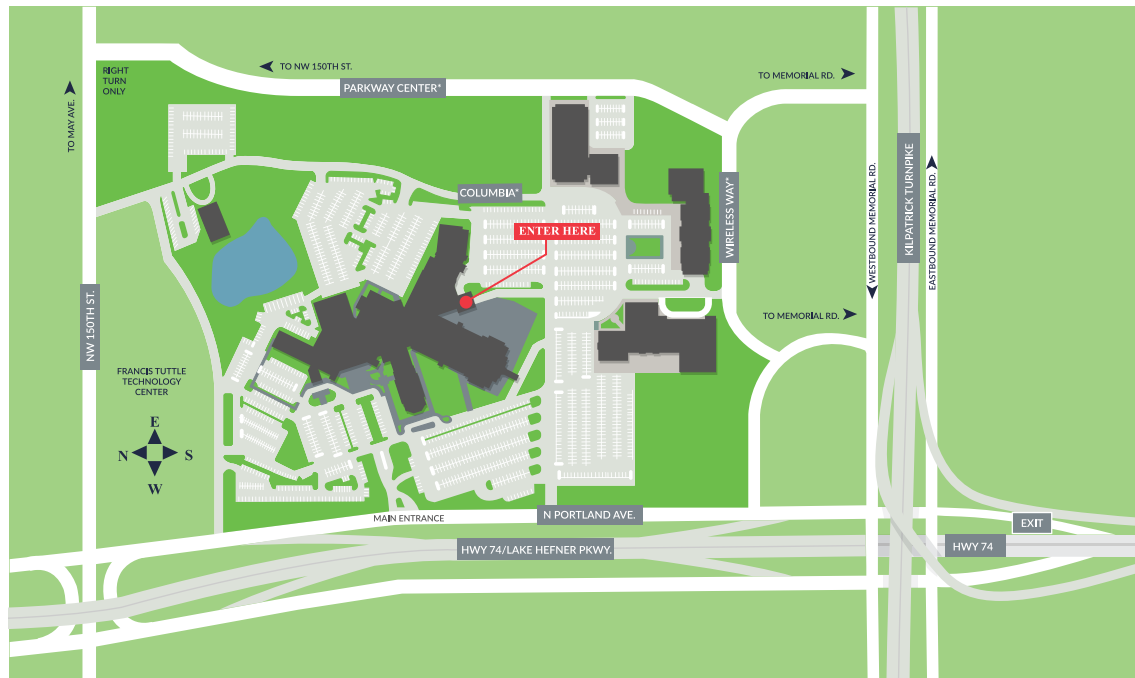 RIGHT
TURN
ONLY
TO NW 150TH ST.
PARKWAY CENTER*
TO MEMORIAL RD.
TO MAY AVE.
COLUMBIA*
ENTER HERE
WIRELESS WAY*
WESTBOUND MEMORIAL RD.
KILPATRICK TURNPIKE
EASTBOUND MEMORIAL RD.
NW 150TH ST.
TO MEMORIAL RD.
FRANCIS TUTTLE
TECHNOLOGY
CENTER
E
N S
W
MAIN ENTRANCE
N PORTLAND AVE.
EXIT
HWY 74/LAKE HEFNER PKWY.
HWY 74